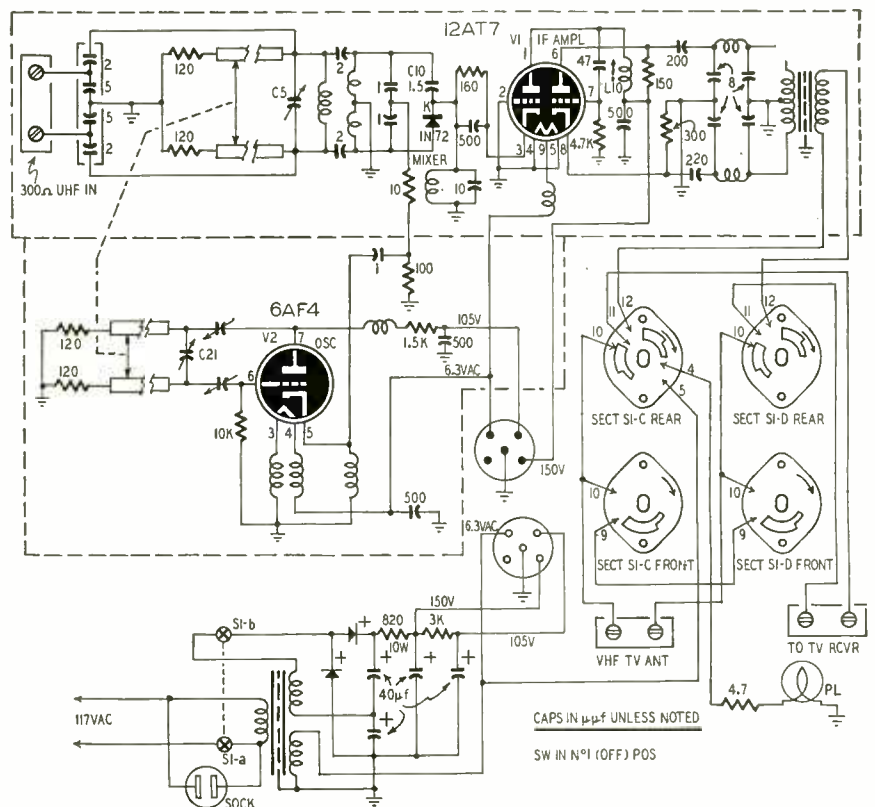 12AT7
2
5
5
2
300Ω UHF IN
120
120
C5
2
2
1
1
C10
1.5
K
1N72
MIXER
10
160
500
10
V1
IF AMPL
1
6
2
7
3
4
9
5
8
47
L10
500
4.7K
150
200
300
220
8
1
100
6AF4
V2
OSC
7
6
3
4
5
120
120
C21
10K
1.5K
105V
500
6.3VAC
500
150V
6.3VAC
11
12
10
4
5
SECT S1-C REAR
11
12
10
SECT S1-D REAR
10
9
SECT S1-C FRONT
10
9
SECT S1-D FRONT
VHF TV ANT
TO TV RCVR
PL
4.7
S1-b
820
10W
150V
3K
105V
40µf
117VAC
S1-a
SOCK
CAPS IN µµf UNLESS NOTED
SW IN Nº1 (OFF) POS